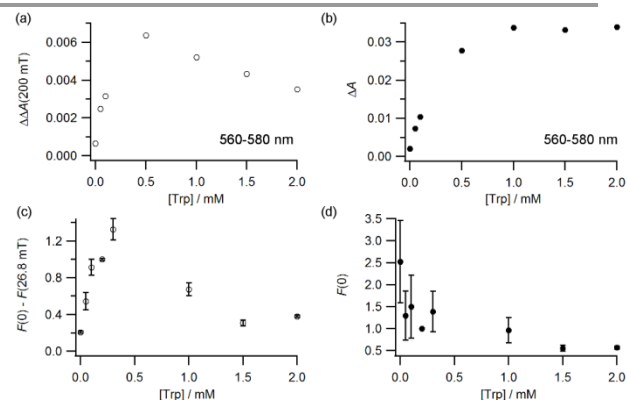 (a)
0.006
0.004
0.002
0.000
ΔΔA(200 mT)
560-580 nm
0.0 0.5 1.0 1.5 2.0
[Trp] / mM
(b)
0.03
0.02
0.01
0.00
ΔA
560-580 nm
0.0 0.5 1.0 1.5 2.0
[Trp] / mM
(c)
1.2
0.8
0.4
0.0
F(0) - F(26.8 mT)
0.0 0.5 1.0 1.5 2.0
[Trp] / mM
(d)
3.5
3.0
2.5
2.0
1.5
1.0
0.5
F(0)
0.0 0.5 1.0 1.5 2.0
[Trp] / mM